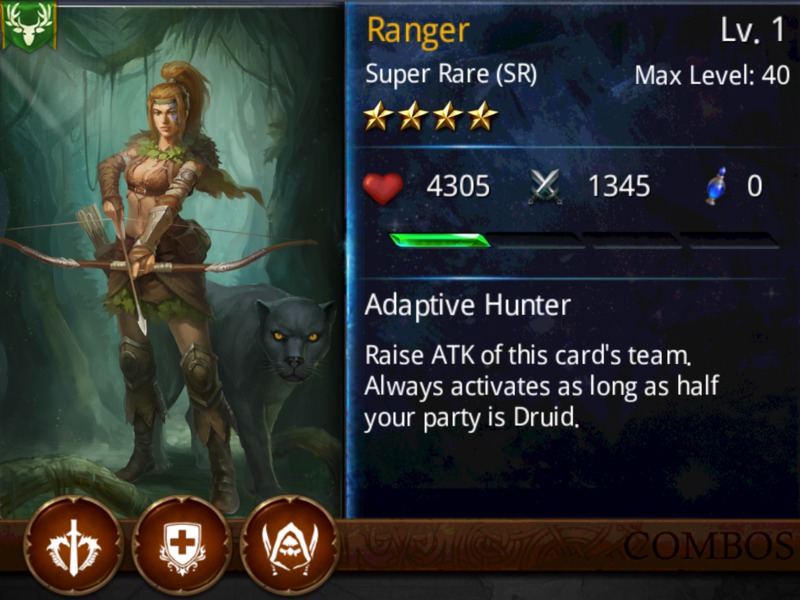 Ranger
Lv. 1
Super Rare (SR)
Max Level: 40
4305
1345
0
Adaptive Hunter
Raise ATK of this card's team.
Always activates as long as half
your party is Druid.
COMBOS